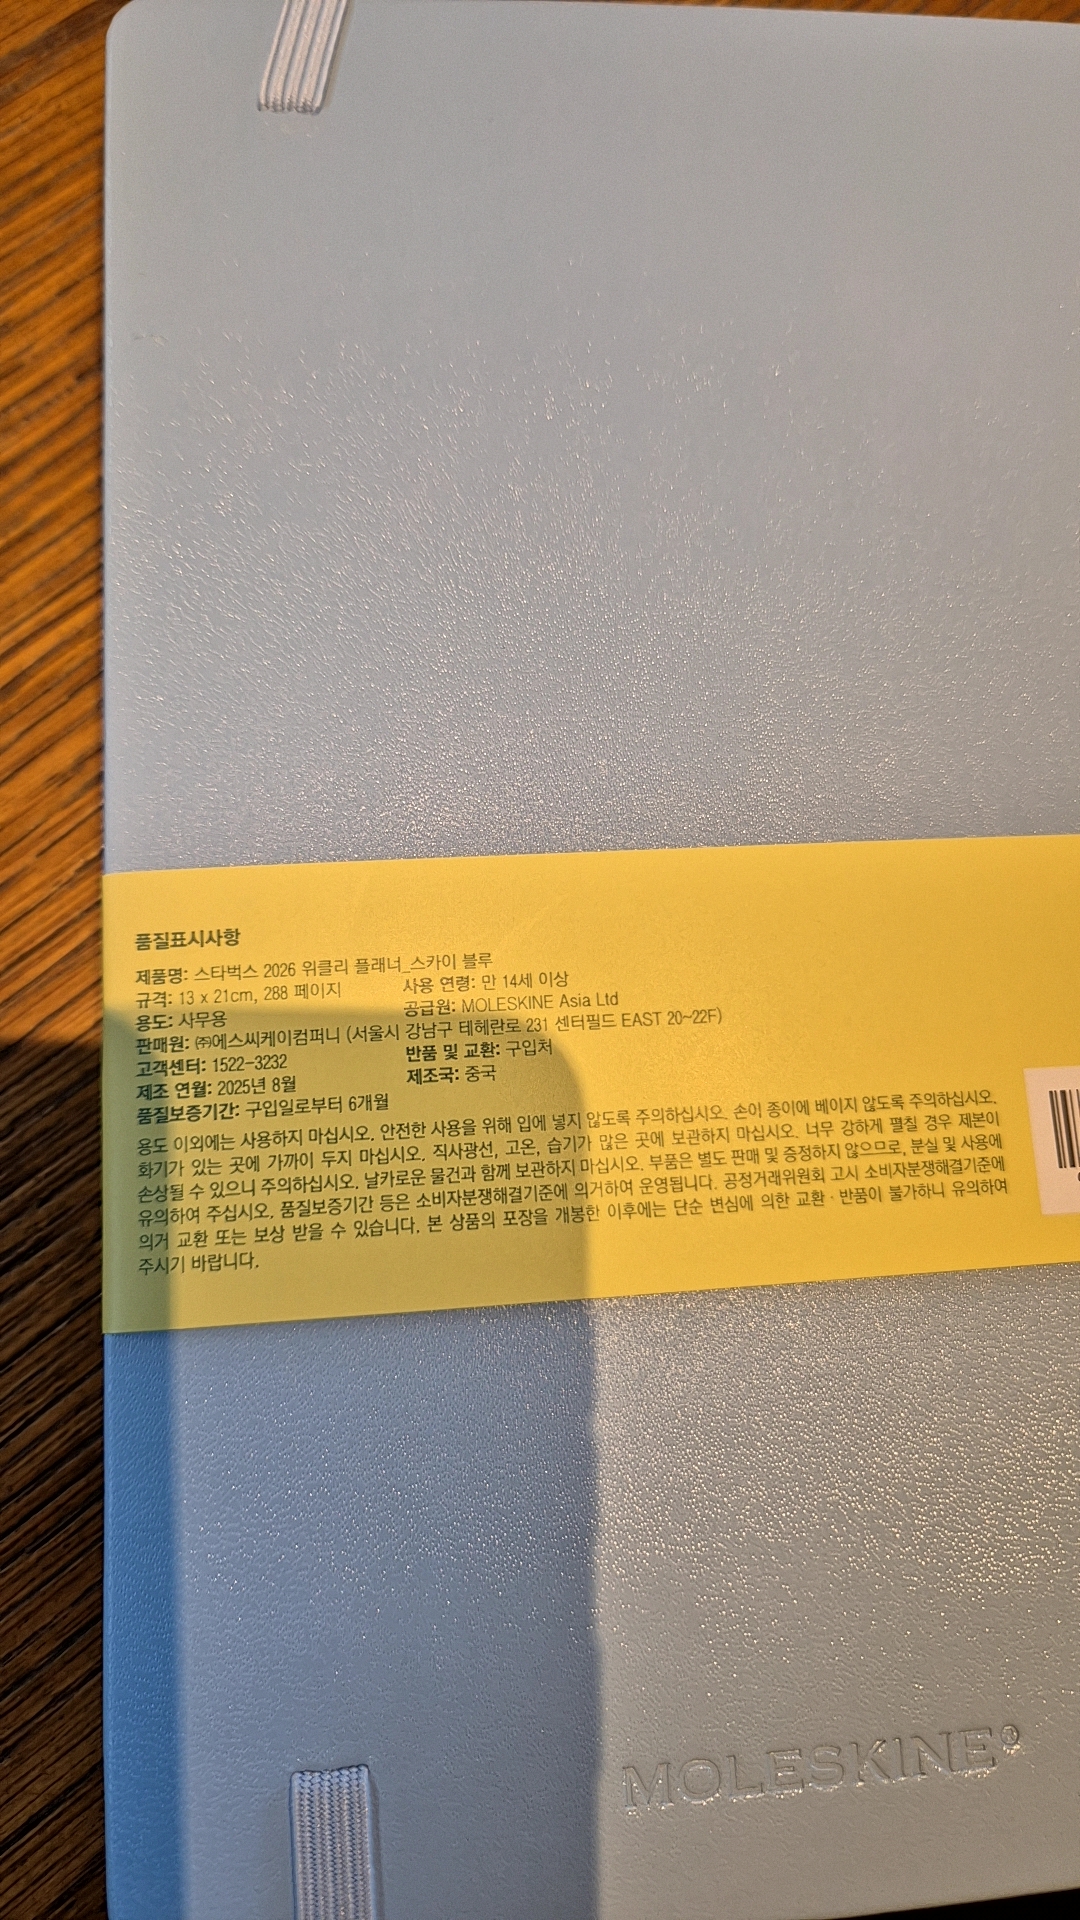 품질표시사항
제품명: 스타벅스 2026 위클리 플래너_스카이 블루
규격: 13 x 21cm, 288 페이지 사용 연령: 만 14세 이상
용도: 사무용 공급원: MOLESKINE Asia Ltd
판매원: ㈜에스씨케이컴퍼니 (서울시 강남구 테헤란로 231 센터필드 EAST 20~22F)
고객센터: 1522-3232 반품 및 교환: 구입처
제조 연월: 2025년 8월 제조국: 중국
품질보증기간: 구입일로부터 6개월
용도 이외에는 사용하지 마십시오. 안전한 사용을 위해 입에 넣지 않도록 주의하십시오. 손이 종이에 베이지 않도록 주의하십시오.
화기가 있는 곳에 가까이 두지 마십시오. 직사광선, 고온, 습기가 많은 곳에 보관하지 마십시오. 너무 강하게 펼칠 경우 제본이
손상될 수 있으니 주의하십시오. 날카로운 물건과 함께 보관하지 마십시오. 부품은 별도 판매 및 증정하지 않으므로, 분실 및 사용에
유의하여 주십시오. 품질보증기간 등은 소비자분쟁해결기준에 의거하여 운영됩니다. 공정거래위원회 고시 소비자분쟁해결기준에
의거 교환 또는 보상 받을 수 있습니다. 본 상품의 포장을 개봉한 이후에는 단순 변심에 의한 교환 · 반품이 불가하니 유의하여
주시기 바랍니다.
MOLESKINE®